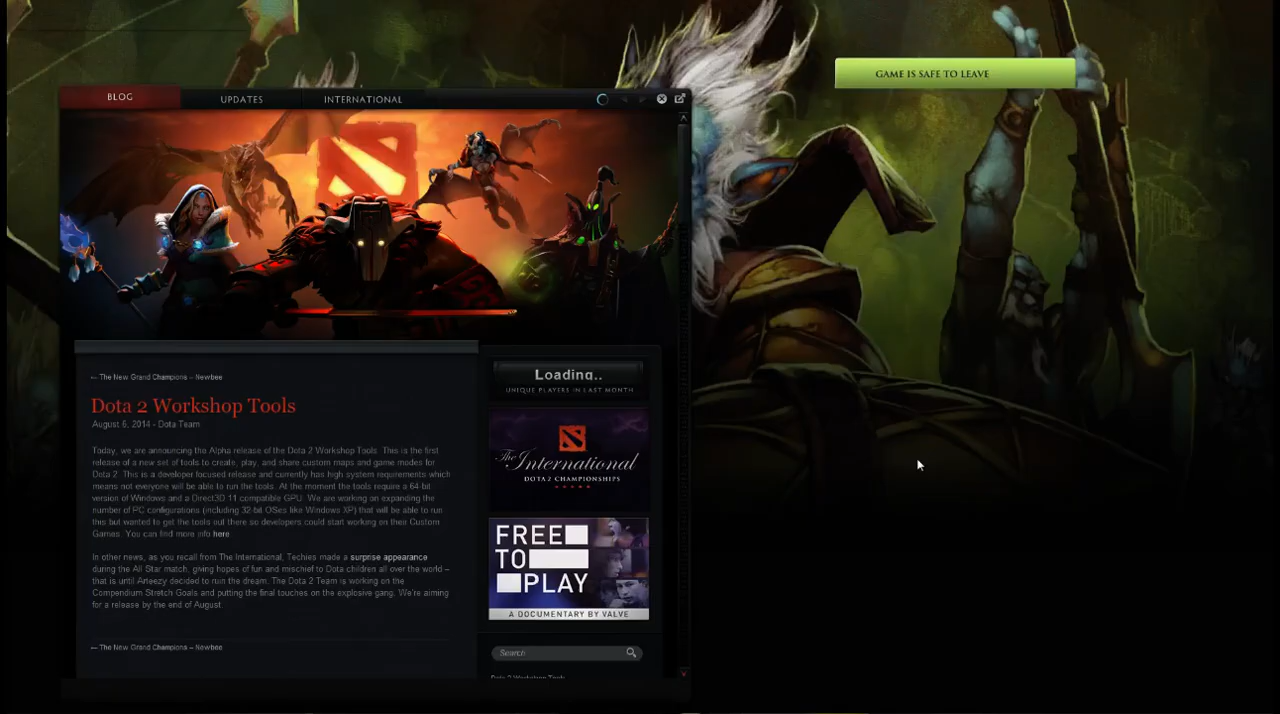 GAME IS SAFE TO LEAVE
BLOG
UPDATES
INTERNATIONAL
← The New Grand Champions – Newbee
Dota 2 Workshop Tools
August 6, 2014 - Dota Team
Today, we are announcing the Alpha release of the Dota 2 Workshop Tools. This is the first
release of a new set of tools to create, play, and share custom maps and game modes for
Dota 2. This is a developer focused release and currently has high system requirements which
means not everyone will be able to run the tools. At the moment the tools require a 64-bit
version of Windows and a Direct3D 11 compatible GPU. We are working on expanding the
number of PC configurations (including 32-bit OSes like Windows XP) that will be able to run
this but wanted to get the tools out there so developers could start working on their Custom
Games. You can find more info here
In other news, as you recall from The International, Techies made a surprise appearance
during the All Star match, giving hopes of fun and mischief to Dota children all over the world –
that is until Arteezy decided to ruin the dream. The Dota 2 Team is working on the
Compendium Stretch Goals and putting the final touches on the explosive gang. We're aiming
for a release by the end of August.
← The New Grand Champions – Newbee
Loading..
UNIQUE PLAYERS IN LAST MONTH
The International
DOTA 2 CHAMPIONSHIPS
FREE
TO
PLAY
A DOCUMENTARY BY VALVE
Search
Dota 2 Workshop Tools